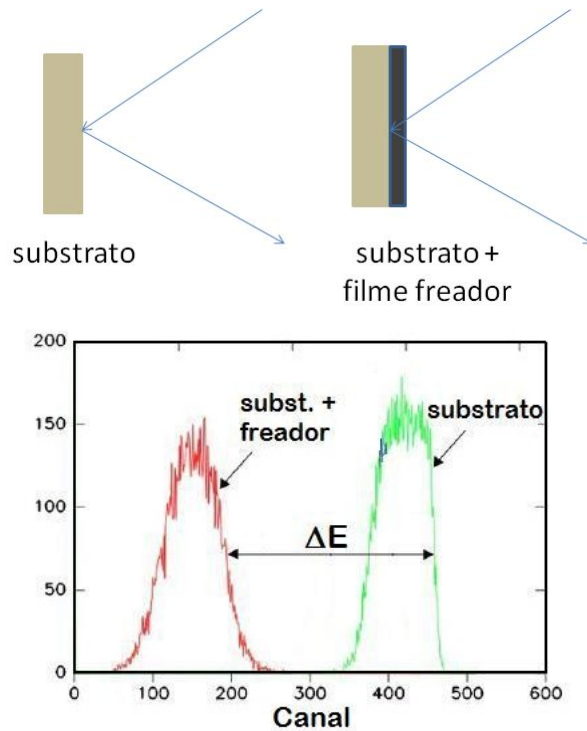 substrato
substrato +
filme freador
200
150
100
50
0
subst. +
freador
substrato
ΔE
0 100 200 300 400 500 600
Canal